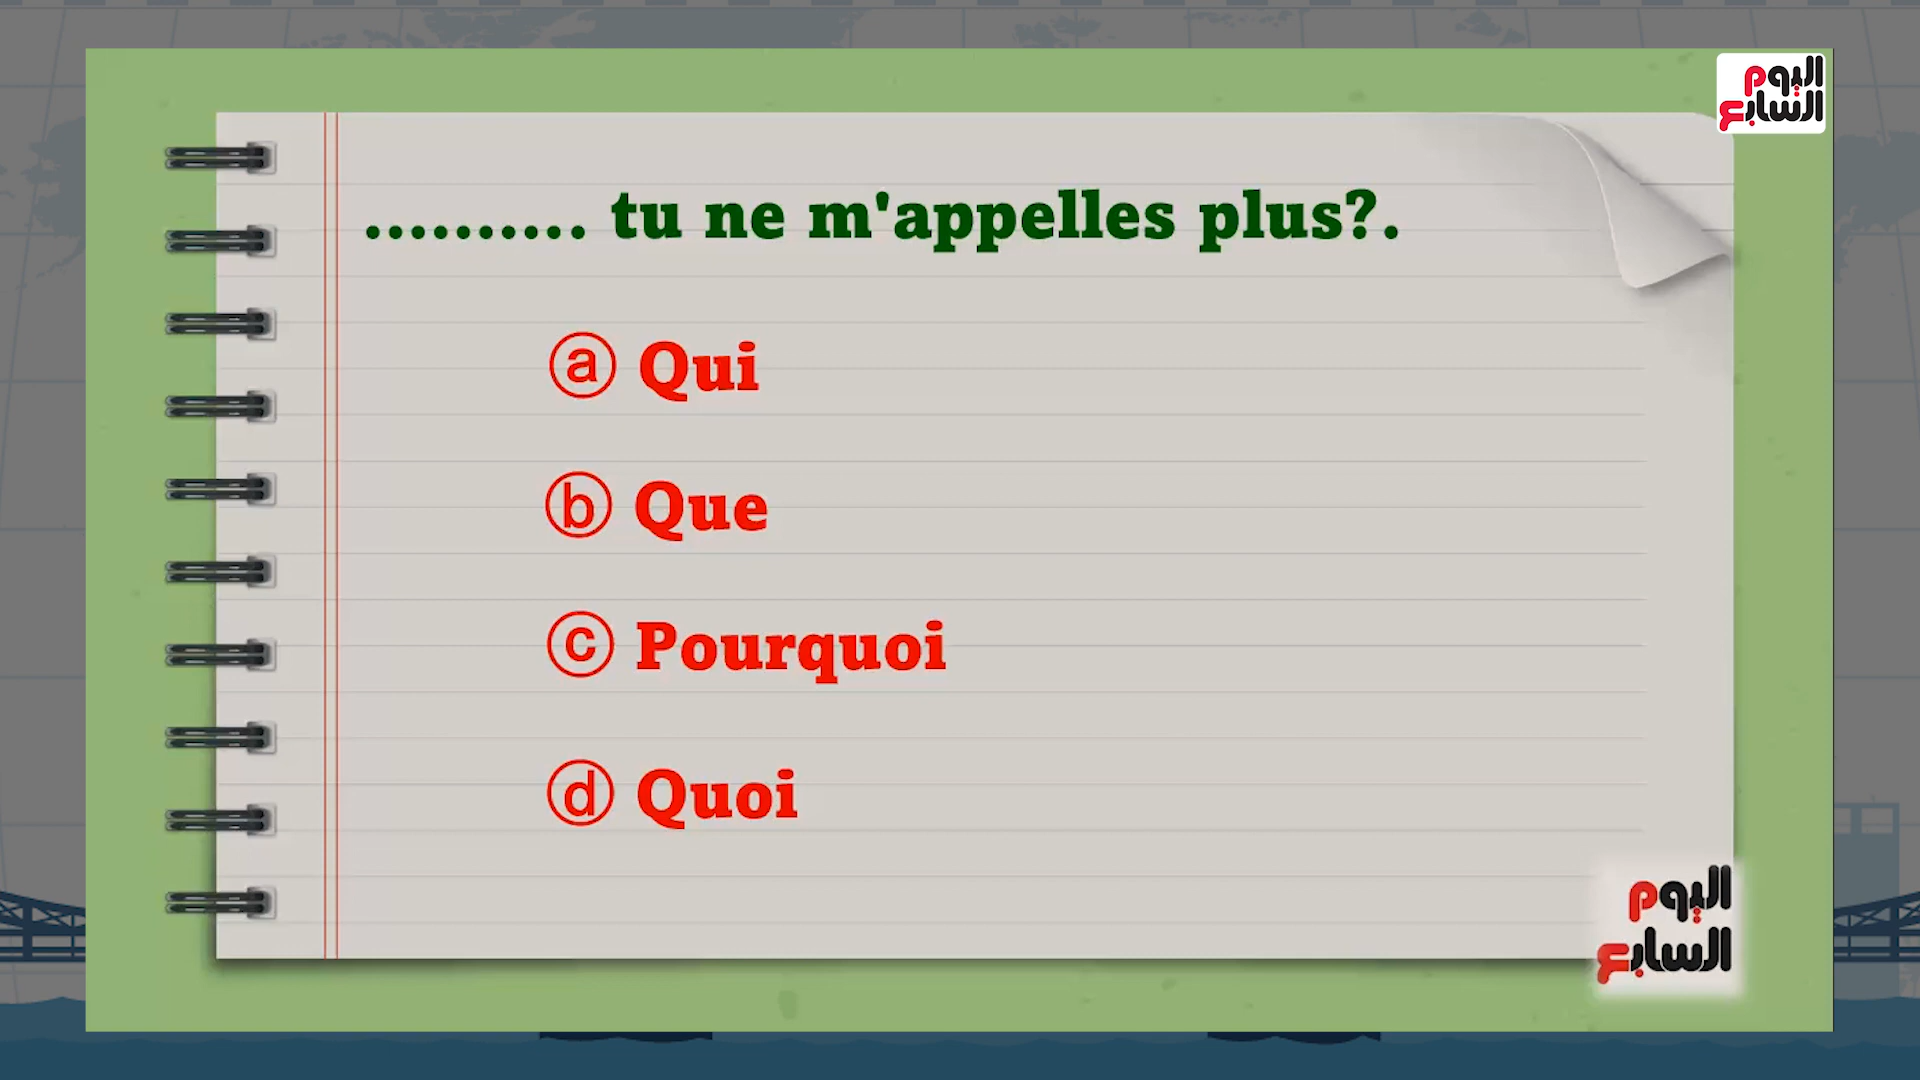 اليوم
السابع
.......... tu ne m'appelles plus?.
ⓐ Qui
ⓑ Que
ⓒ Pourquoi
ⓓ Quoi
اليوم
السابع